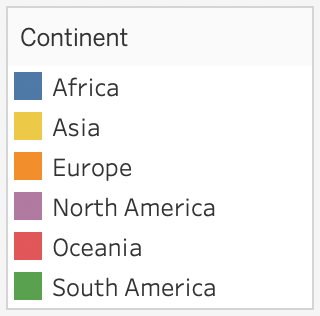 Continent
Africa
Asia
Europe
North America
Oceania
South America